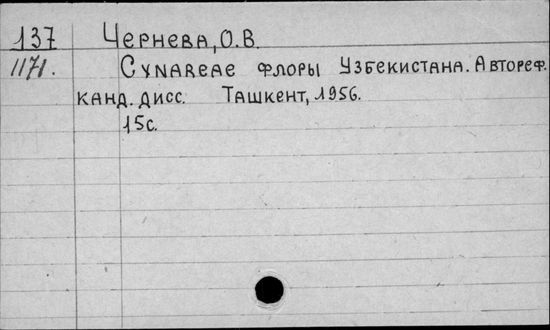 137 Чернева, О.В.
1171. Cynareae флоры Узбекистана. Автореф.
канд. дисс. Ташкент, 1956.
15с.